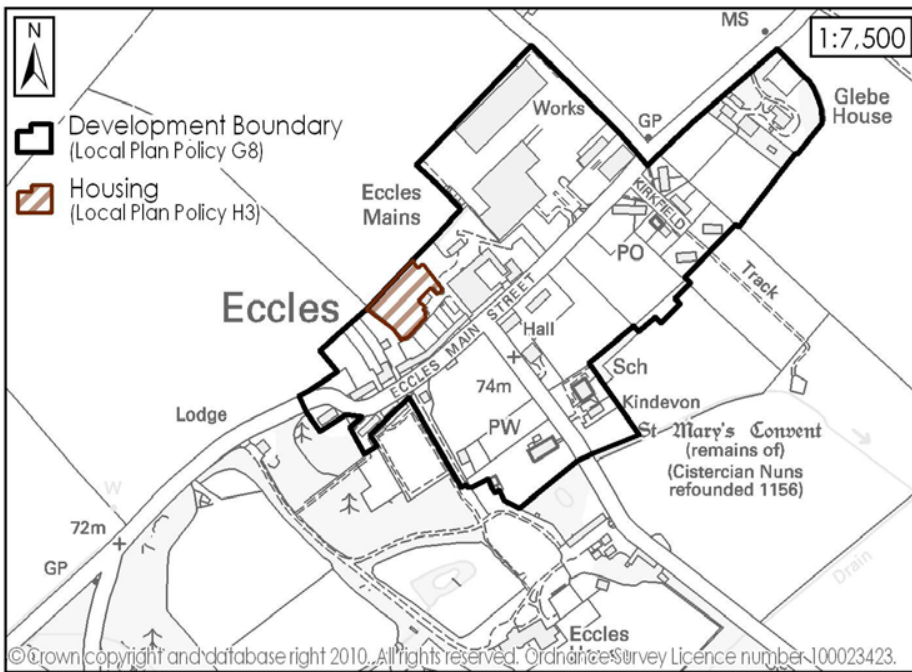 N
Development Boundary
(Local Plan Policy G8)
Housing
(Local Plan Policy H3)
1:7,500
MS
Works
GP
Glebe
House
Eccles
Mains
KIRKFIELD
PO
Track
Eccles
ECCLES MAIN STREET
Hall
Sch
74m
Kindevon
Lodge
PW
St Mary's Convent
(remains of)
(Cistercian Nuns
refounded 1156)
W
72m
GP
Drain
Eccles
©Crown copyright and database right 2010. All rights reserved. Ordnance Survey Licence number 100023423.